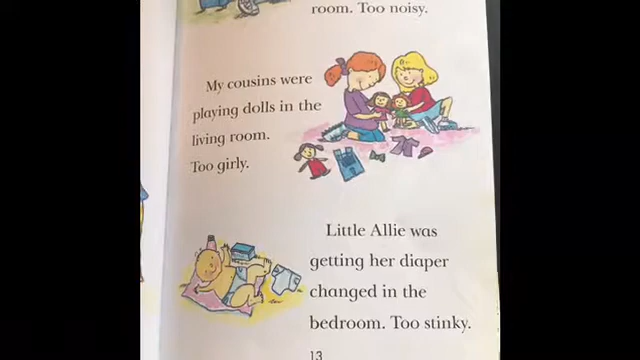 room. Too noisy.
My cousins were
playing dolls in the
living room.
Too girly.
Little Allie was
getting her diaper
changed in the
bedroom. Too stinky.
13